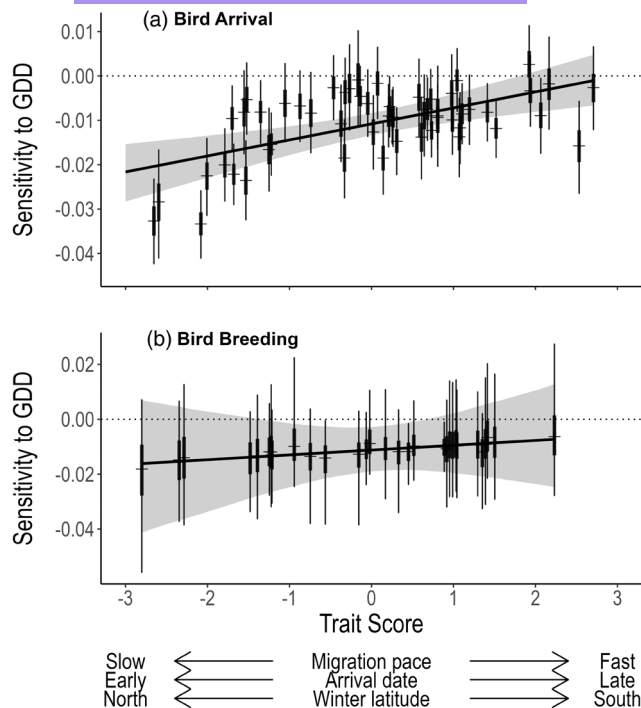 (a) Bird Arrival
0.01
0.00
-0.01
-0.02
-0.03
-0.04
Sensitivity to GDD
(b) Bird Breeding
0.02
0.00
-0.02
-0.04
Sensitivity to GDD
-3 -2 -1 0 1 2 3
Trait Score
Slow Migration pace Fast
Early Arrival date Late
North Winter latitude South